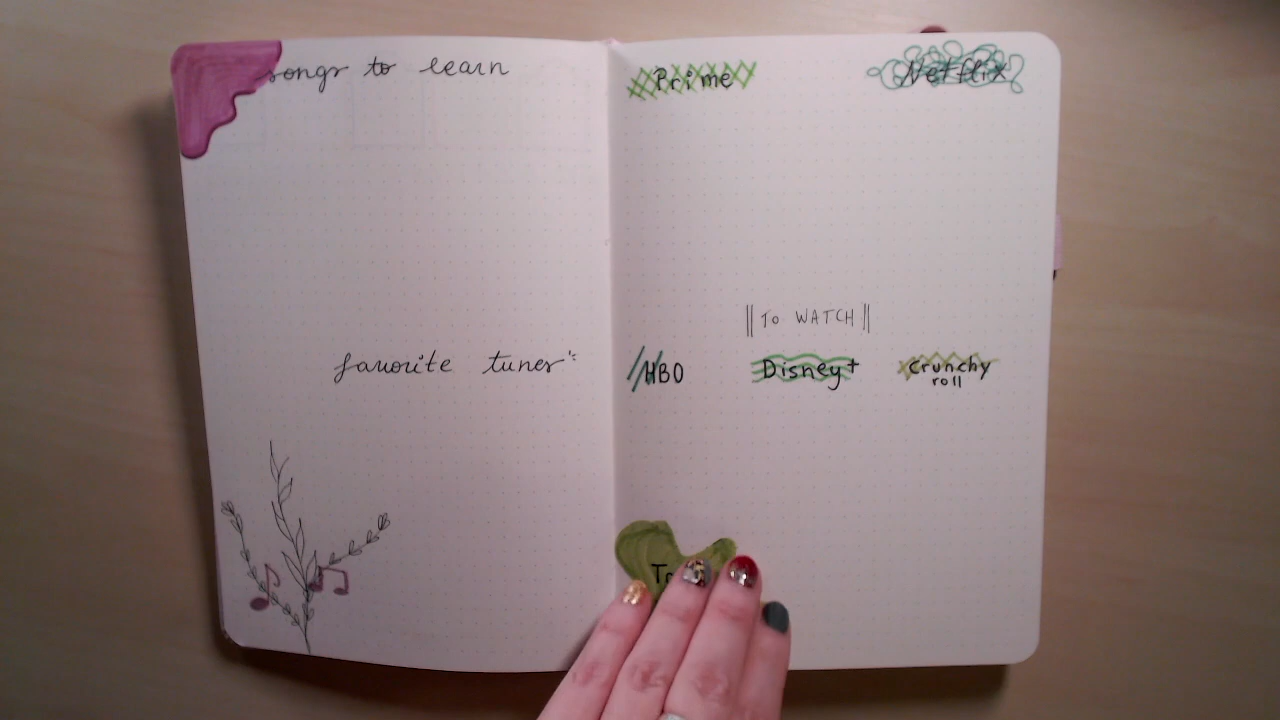 songs to learn
favorite tunes
Prime
Netflix
TO WATCH
HBO
Disney+
Crunchy
roll